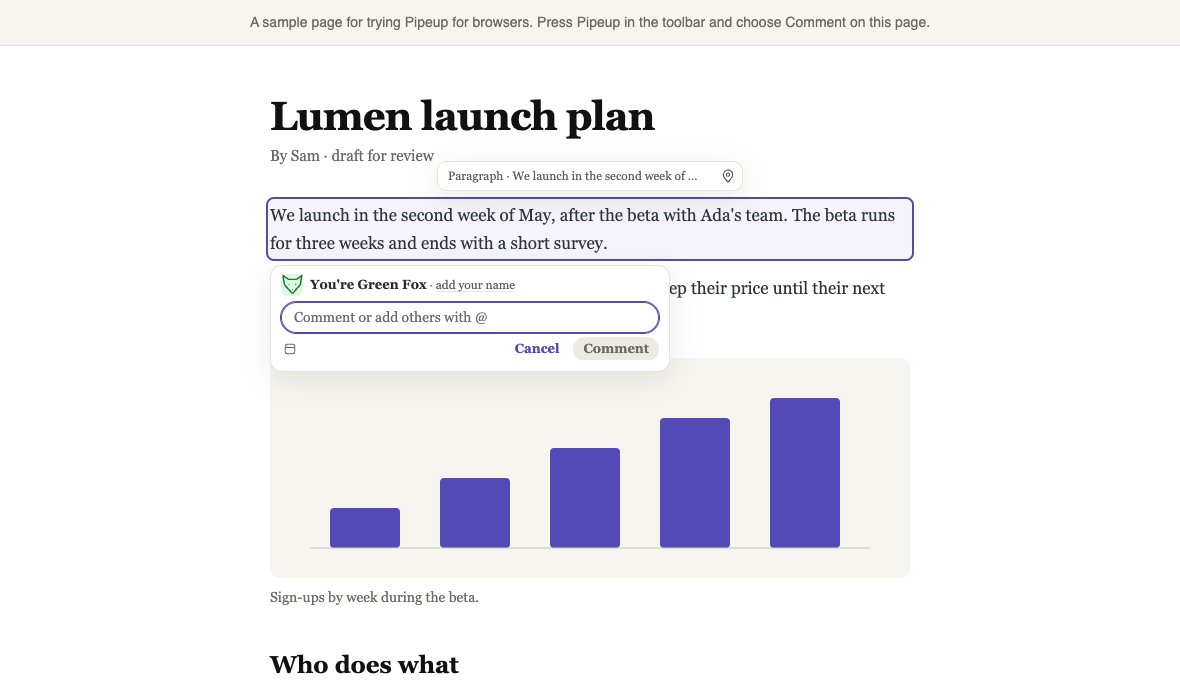 A sample page for trying Pipeup for browsers. Press Pipeup in the toolbar and choose Comment on this page.
Lumen launch plan
By Sam · draft for review
Paragraph · We launch in the second week of ...
We launch in the second week of May, after the beta with Ada's team. The beta runs
for three weeks and ends with a short survey.
You're Green Fox · add your name
ep their price until their next
Comment or add others with @
Cancel Comment
Sign-ups by week during the beta.
Who does what